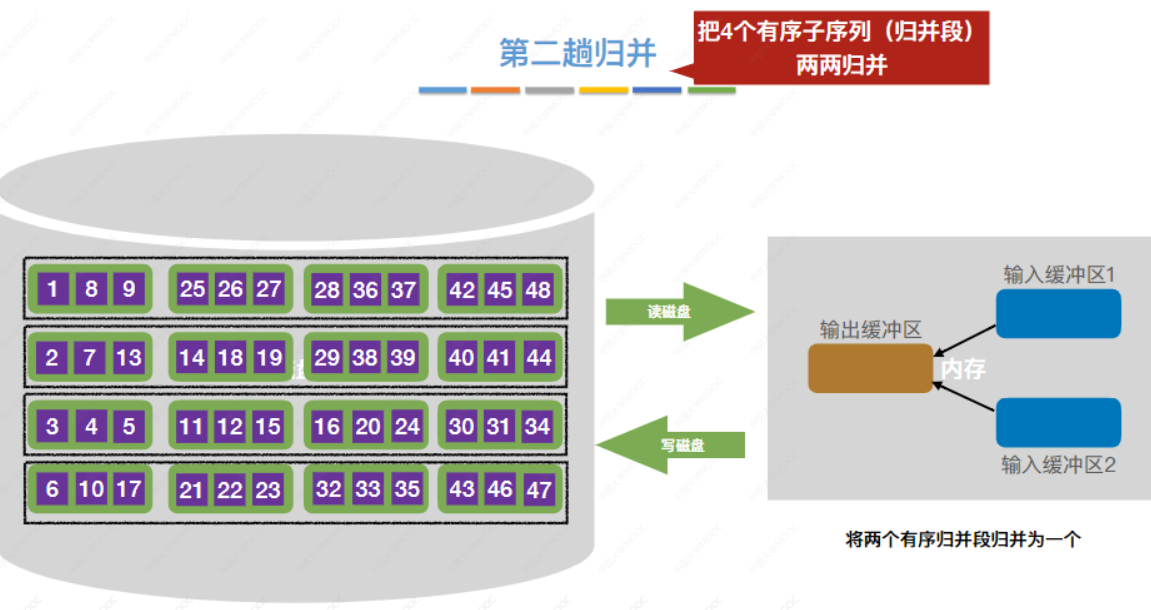 第二趟归并
把4个有序子序列（归并段）
两两归并
1 8 9 25 26 27 28 36 37 42 45 48
2 7 13 14 18 19 29 38 39 40 41 44
3 4 5 11 12 15 16 20 24 30 31 34
6 10 17 21 22 23 32 33 35 43 46 47
读磁盘
写磁盘
输入缓冲区1
输出缓冲区
内存
输入缓冲区2
将两个有序归并段归并为一个